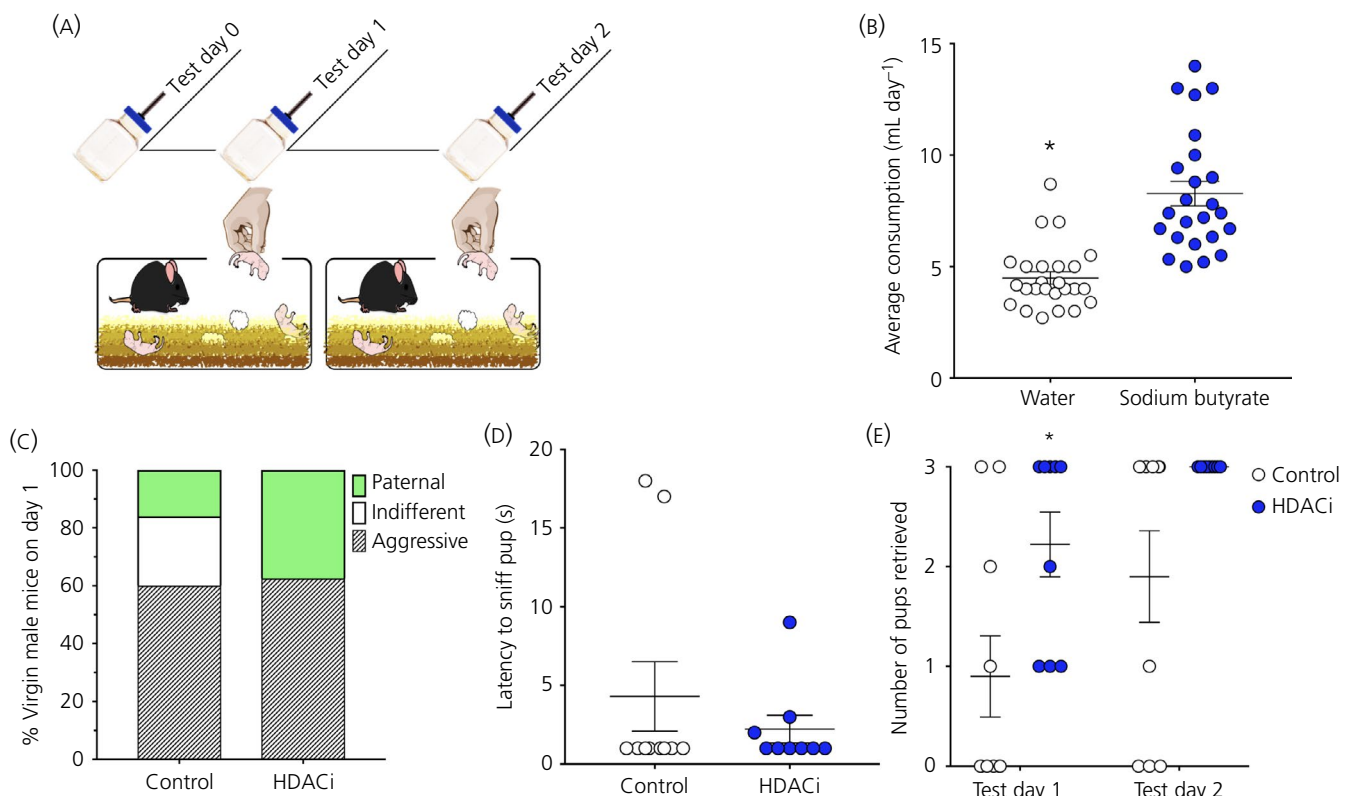 (A)
Test day 0
Test day 1
Test day 2
(B)
Average consumption (mL day⁻¹)
15
10
5
0
*
Water
Sodium butyrate
(C)
% Virgin male mice on day 1
100
80
60
40
20
0
Control
HDACi
Paternal
Indifferent
Aggressive
(D)
Latency to sniff pup (s)
20
15
10
5
0
Control
HDACi
(E)
Number of pups retrieved
3
2
1
0
*
Test day 1
Test day 2
Control
HDACi